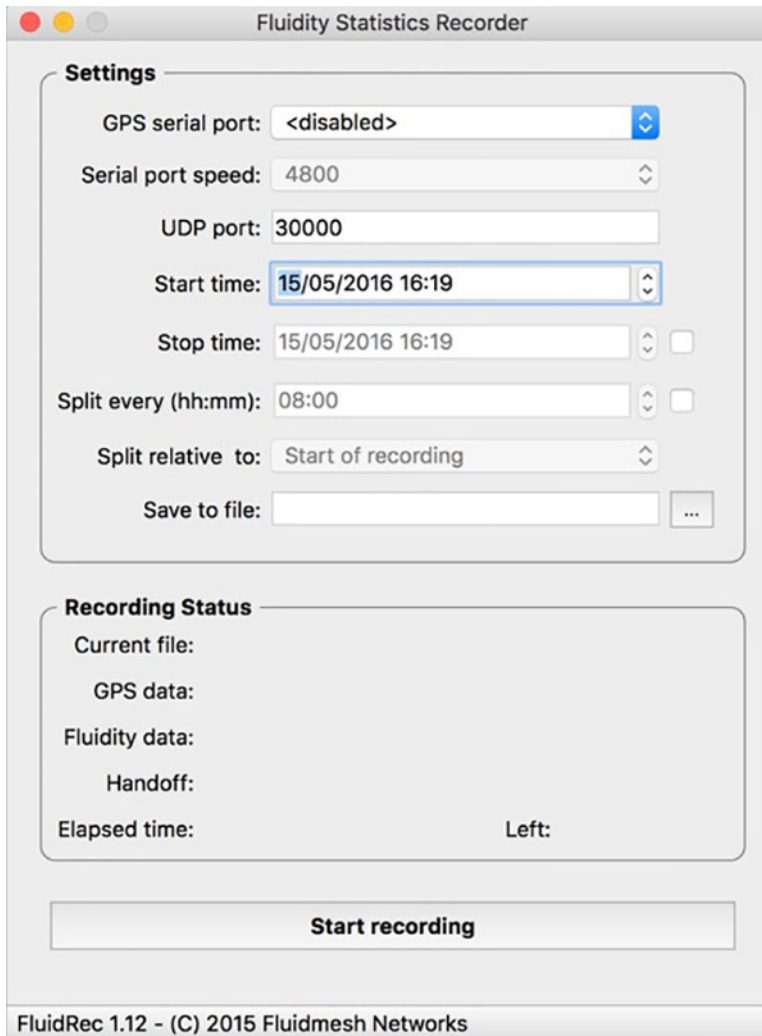 Fluidity Statistics Recorder
Settings
GPS serial port: <disabled>
Serial port speed: 4800
UDP port: 30000
Start time: 15/05/2016 16:19
Stop time: 15/05/2016 16:19
Split every (hh:mm): 08:00
Split relative to: Start of recording
Save to file: ...
Recording Status
Current file:
GPS data:
Fluidity data:
Handoff:
Elapsed time: Left:
Start recording
FluidRec 1.12 - (C) 2015 Fluidmesh Networks